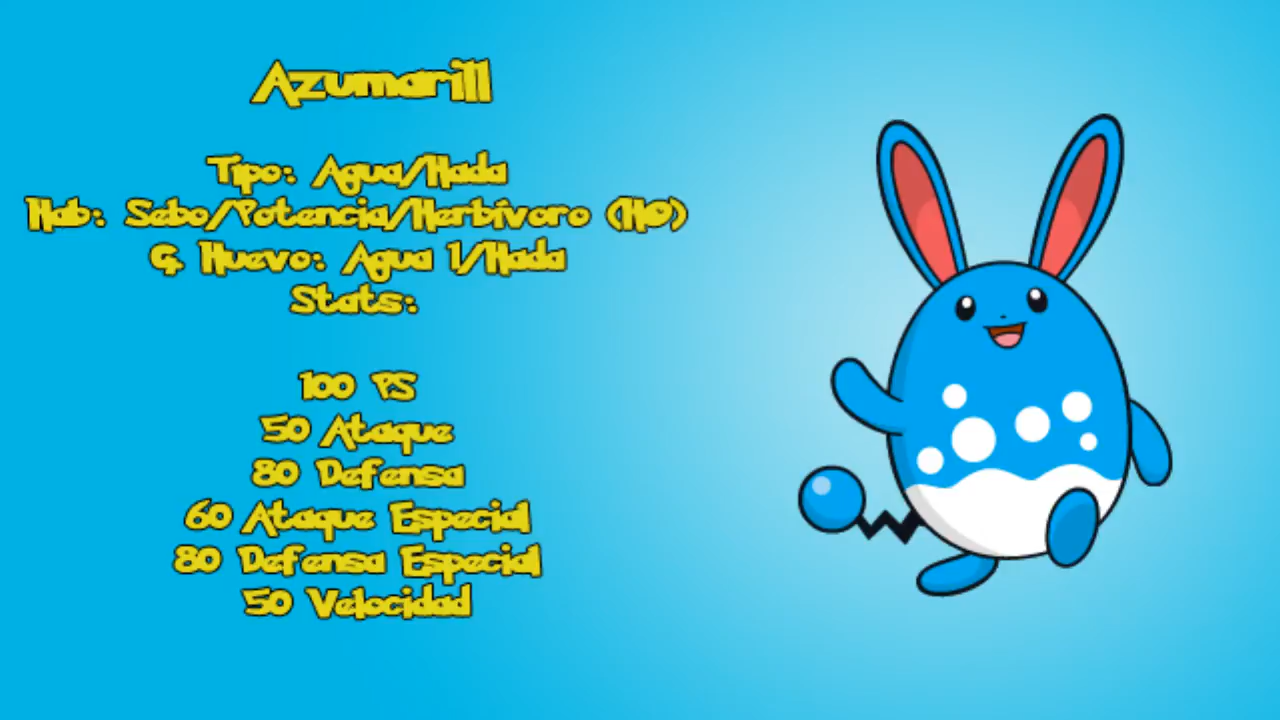 Azumarill
Tipo: Agua/Hada
Hab: Sebo/Potencia/Herbívoro (HO)
G. Huevo: Agua 1/Hada
Stats:
100 PS
50 Ataque
80 Defensa
60 Ataque Especial
80 Defensa Especial
50 Velocidad